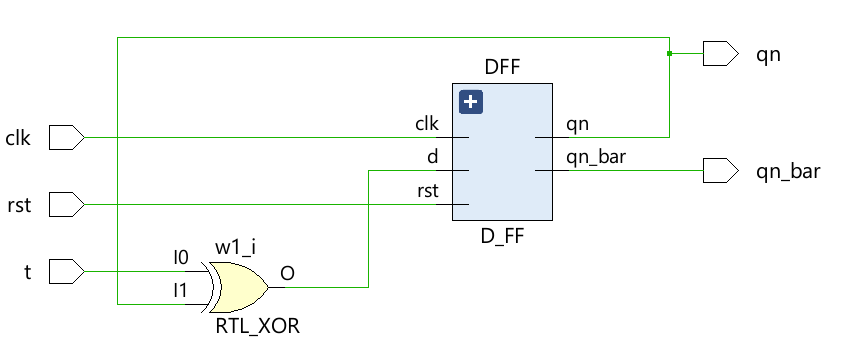 DFF
qn
clk
clk
qn
d
qn_bar
qn_bar
rst
rst
D_FF
w1_i
I0
t
O
I1
RTL_XOR